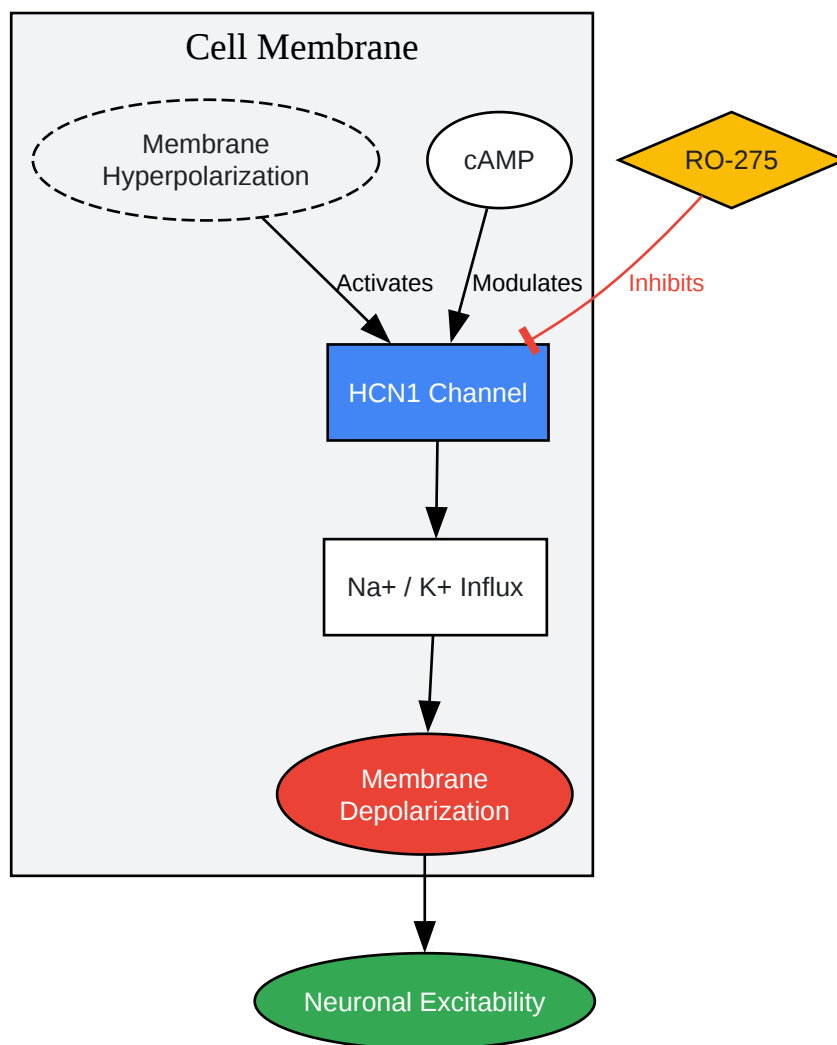 Cell Membrane
Membrane
Hyperpolarization
cAMP
RO-275
Activates
Modulates
Inhibits
HCN1 Channel
Na+ / K+ Influx
Membrane
Depolarization
Neuronal Excitability